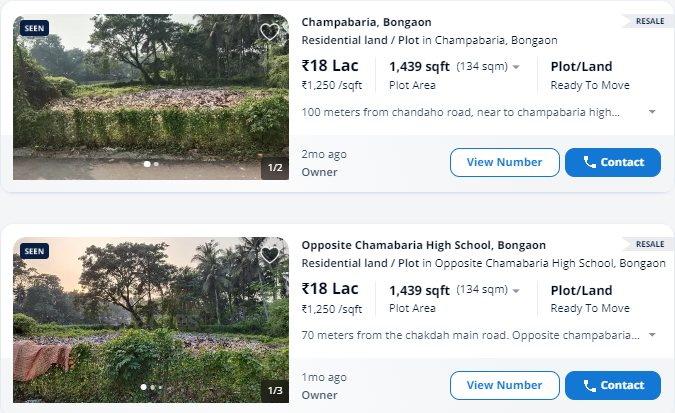 SEEN
Champabaria, Bongaon
RESALE
Residential land / Plot in Champabaria, Bongaon
₹18 Lac
1,439 sqft (134 sqm)
Plot/Land
₹1,250 /sqft
Plot Area
Ready To Move
100 meters from chandaho road, near to champabaria high...
1/2
2mo ago
Owner
View Number
Contact
SEEN
Opposite Chamabaria High School, Bongaon
RESALE
Residential land / Plot in Opposite Chamabaria High School, Bongaon
₹18 Lac
1,439 sqft (134 sqm)
Plot/Land
₹1,250 /sqft
Plot Area
Ready To Move
70 meters from the chakdah main road. Opposite champabaria...
1/3
1mo ago
Owner
View Number
Contact